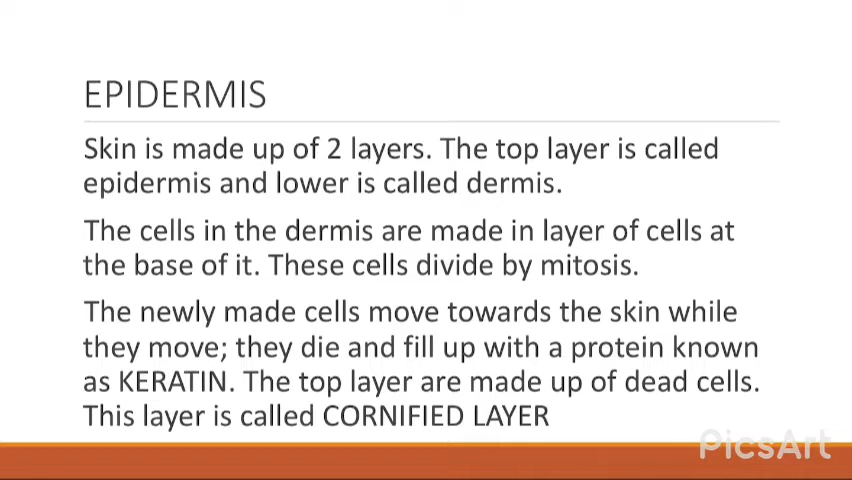 EPIDERMIS
Skin is made up of 2 layers. The top layer is called
epidermis and lower is called dermis.
The cells in the dermis are made in layer of cells at
the base of it. These cells divide by mitosis.
The newly made cells move towards the skin while
they move; they die and fill up with a protein known
as KERATIN. The top layer are made up of dead cells.
This layer is called CORNIFIED LAYER
PicsArt